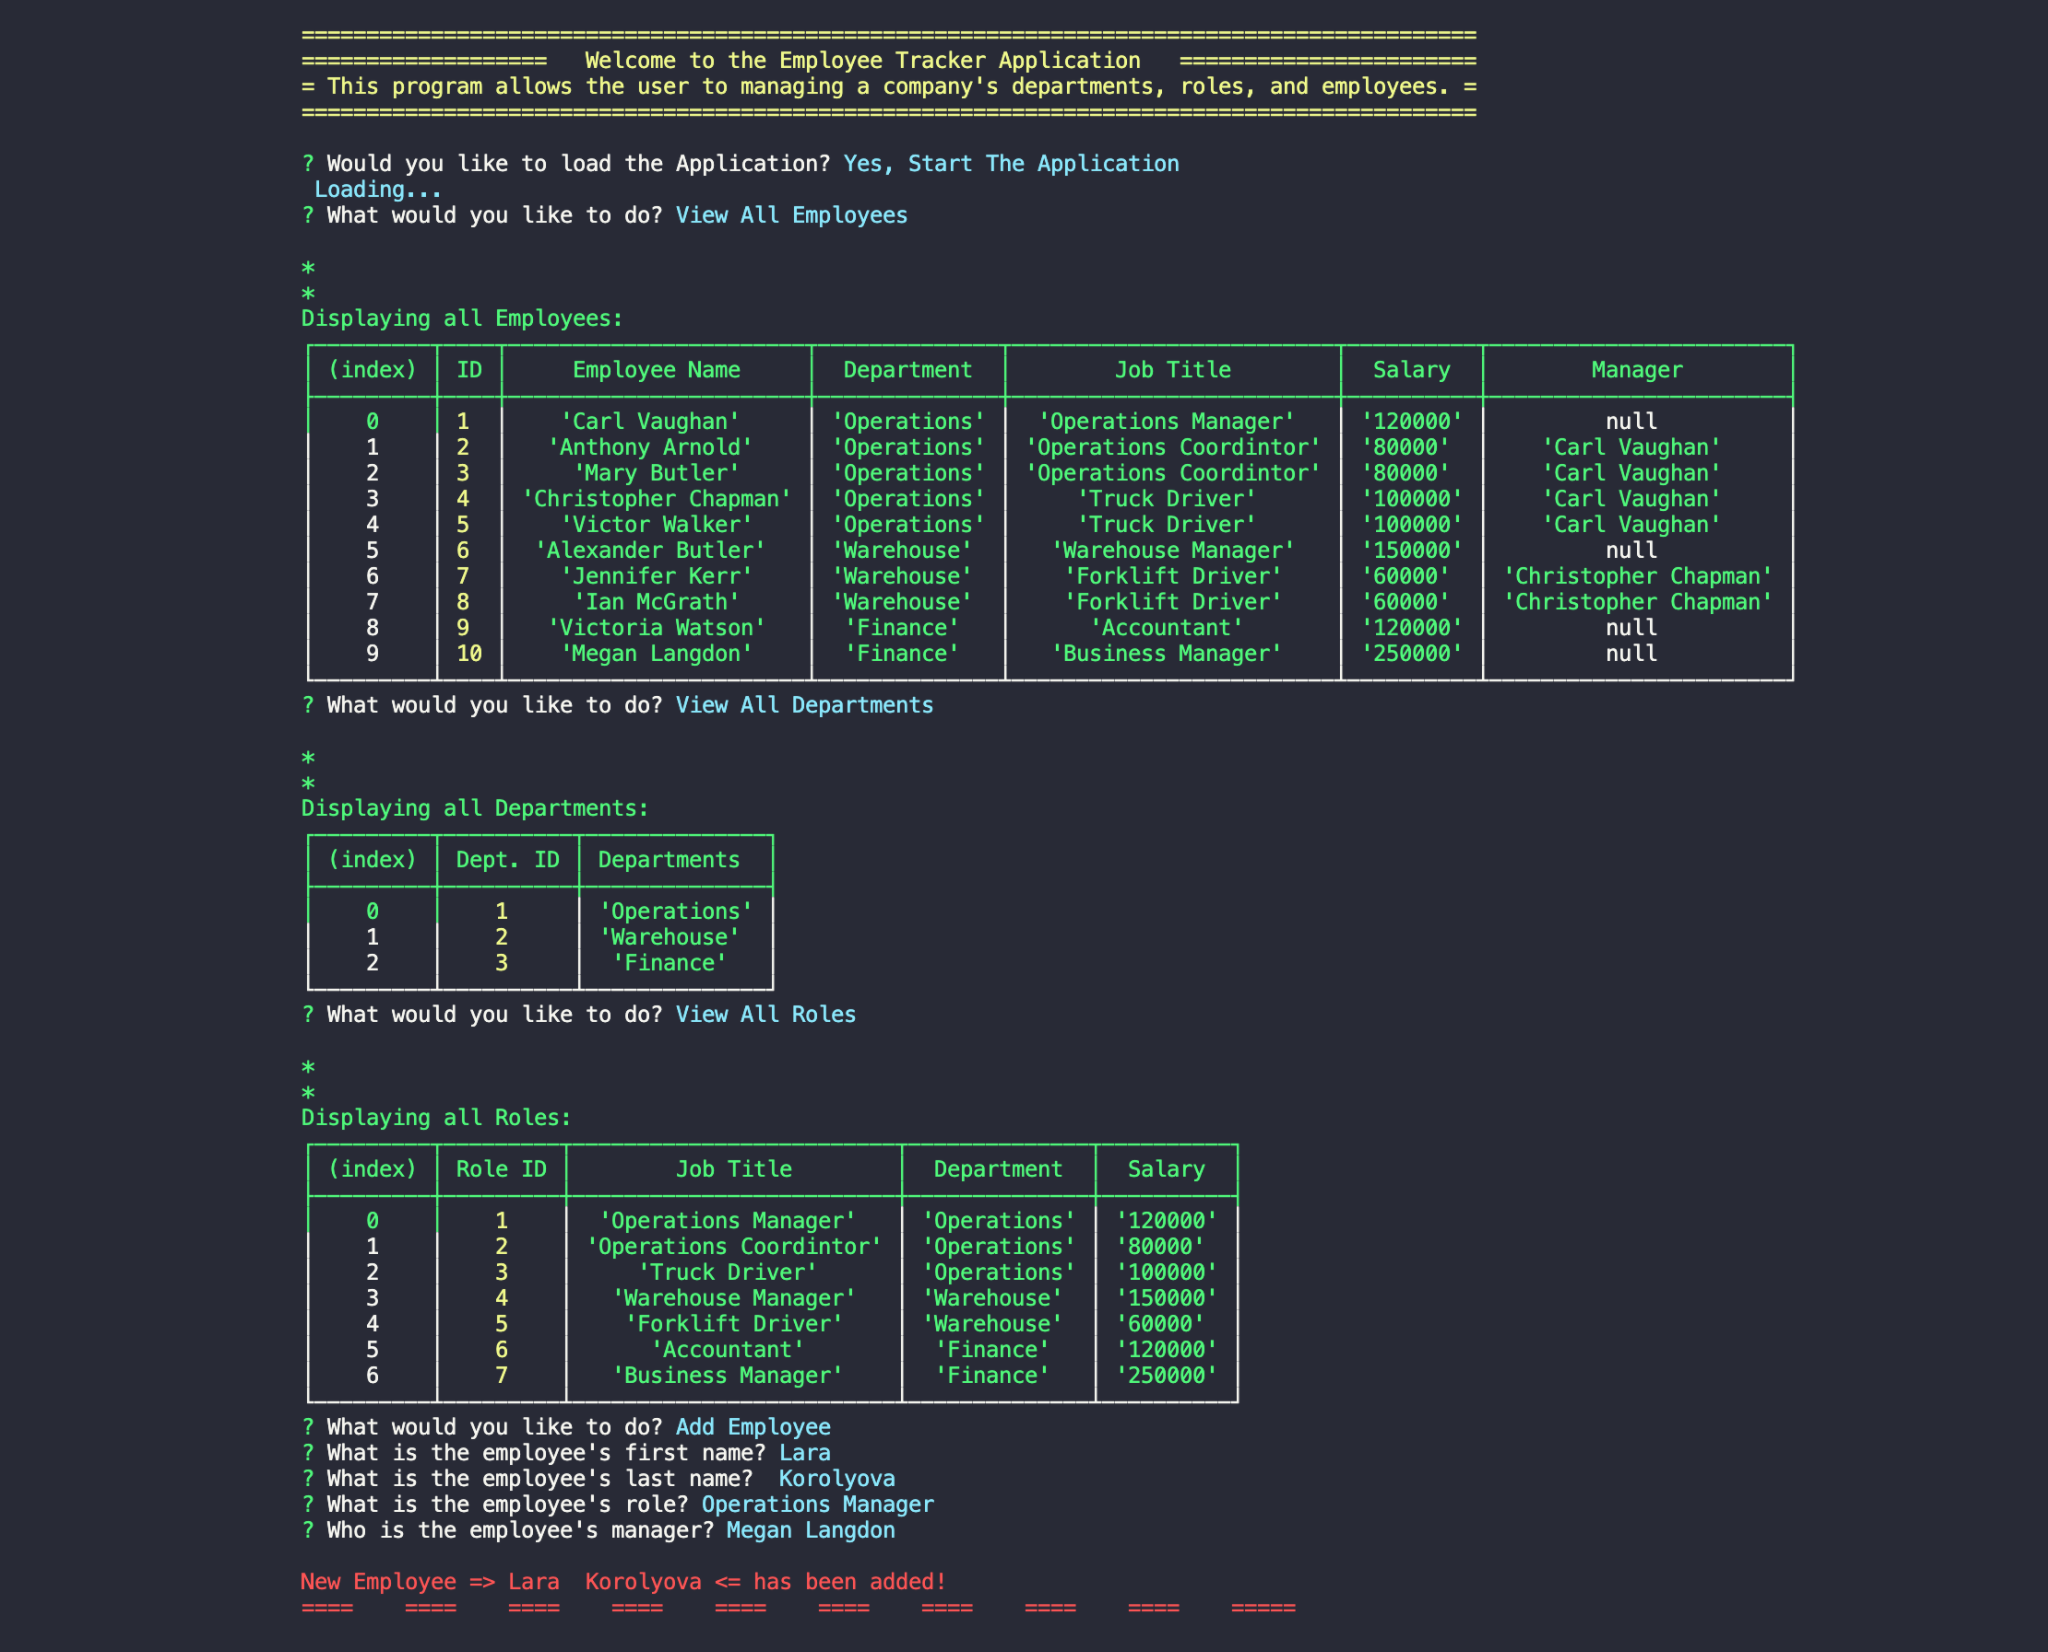 ===========================================================================================
===================   Welcome to the Employee Tracker Application   =======================
= This program allows the user to managing a company's departments, roles, and employees. =
===========================================================================================
? Would you like to load the Application? Yes, Start The Application
Loading...
? What would you like to do? View All Employees
*
*
Displaying all Employees:
(index) ID Employee Name Department Job Title Salary Manager
0 1 'Carl Vaughan' 'Operations' 'Operations Manager' '120000' null
1 2 'Anthony Arnold' 'Operations' 'Operations Coordintor' '80000' 'Carl Vaughan'
2 3 'Mary Butler' 'Operations' 'Operations Coordintor' '80000' 'Carl Vaughan'
3 4 'Christopher Chapman' 'Operations' 'Truck Driver' '100000' 'Carl Vaughan'
4 5 'Victor Walker' 'Operations' 'Truck Driver' '100000' 'Carl Vaughan'
5 6 'Alexander Butler' 'Warehouse' 'Warehouse Manager' '150000' null
6 7 'Jennifer Kerr' 'Warehouse' 'Forklift Driver' '60000' 'Christopher Chapman'
7 8 'Ian McGrath' 'Warehouse' 'Forklift Driver' '60000' 'Christopher Chapman'
8 9 'Victoria Watson' 'Finance' 'Accountant' '120000' null
9 10 'Megan Langdon' 'Finance' 'Business Manager' '250000' null
? What would you like to do? View All Departments
*
*
Displaying all Departments:
(index) Dept. ID Departments
0 1 'Operations'
1 2 'Warehouse'
2 3 'Finance'
? What would you like to do? View All Roles
*
*
Displaying all Roles:
(index) Role ID Job Title Department Salary
0 1 'Operations Manager' 'Operations' '120000'
1 2 'Operations Coordintor' 'Operations' '80000'
2 3 'Truck Driver' 'Operations' '100000'
3 4 'Warehouse Manager' 'Warehouse' '150000'
4 5 'Forklift Driver' 'Warehouse' '60000'
5 6 'Accountant' 'Finance' '120000'
6 7 'Business Manager' 'Finance' '250000'
? What would you like to do? Add Employee
? What is the employee's first name? Lara
? What is the employee's last name?  Korolyova
? What is the employee's role? Operations Manager
? Who is the employee's manager? Megan Langdon
New Employee => Lara  Korolyova <= has been added!
====    ====    ====    ====    ====    ====    ====    ====    ====    =====